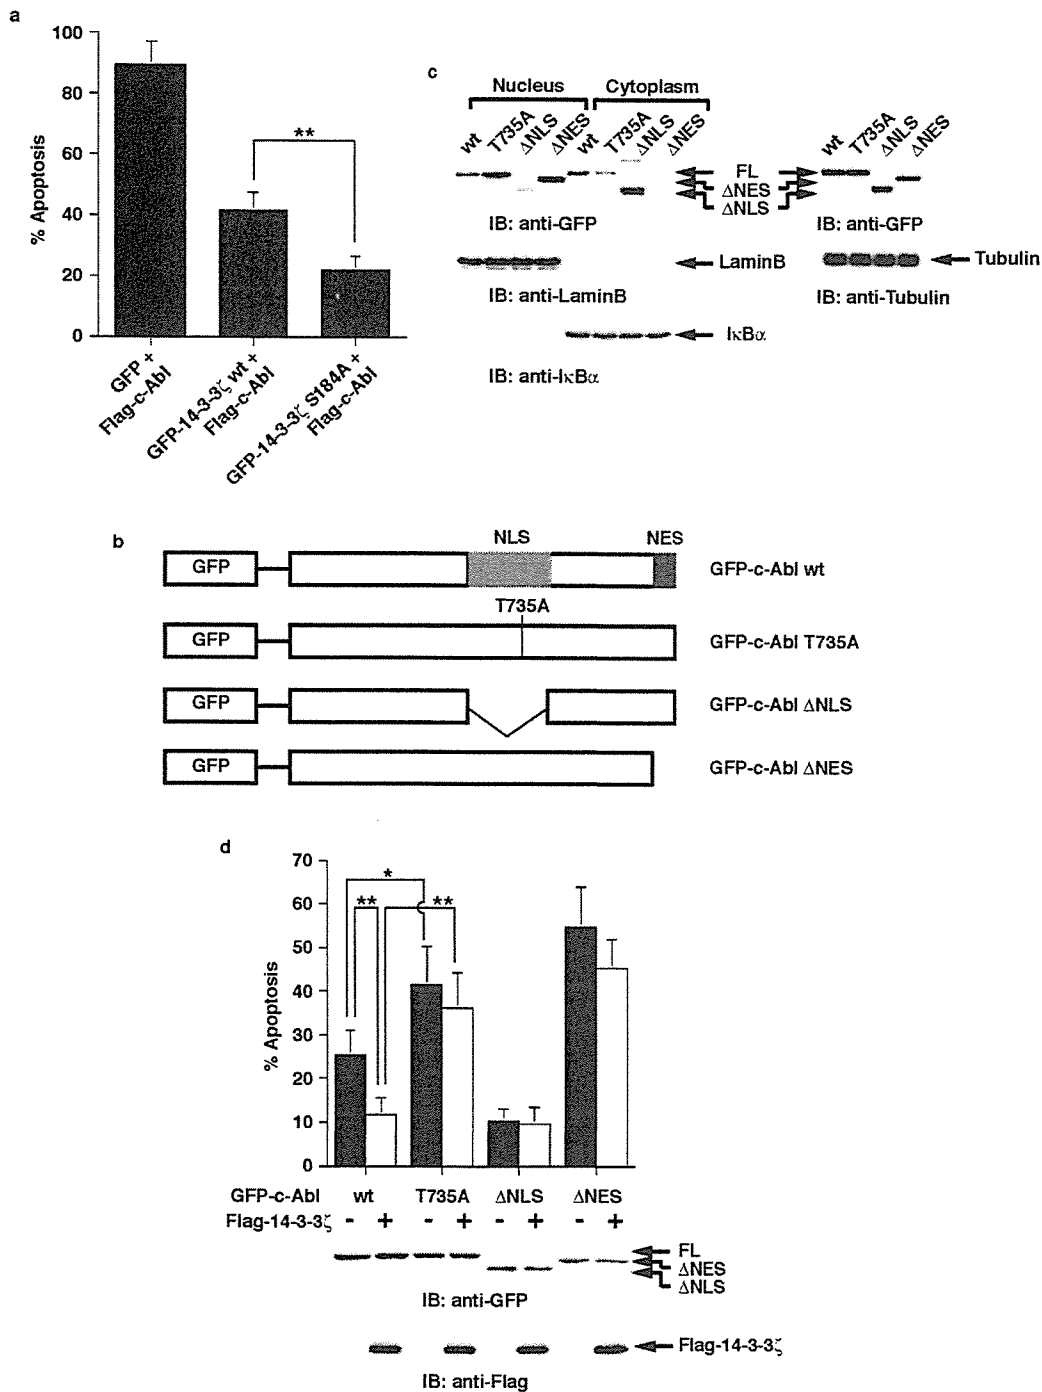 a
100
80
60
40
20
0
% Apoptosis
**
GFP +
Flag-c-Abl
GFP-14-3-3ζ wt +
Flag-c-Abl
GFP-14-3-3ζ S184A +
Flag-c-Abl
c
Nucleus Cytoplasm
wt T735A ΔNLS ΔNES wt T735A ΔNLS ΔNES
wt T735A ΔNLS ΔNES
FL
ΔNES
ΔNLS
IB: anti-GFP
IB: anti-GFP
LaminB
Tubulin
IB: anti-LaminB
IB: anti-Tubulin
IκBα
IB: anti-IκBα
b
NLS NES
GFP
GFP-c-Abl wt
T735A
GFP
GFP-c-Abl T735A
GFP
GFP-c-Abl ΔNLS
GFP
GFP-c-Abl ΔNES
d
70
60
50
40
30
20
10
0
% Apoptosis
*
** **
GFP-c-Abl wt T735A ΔNLS ΔNES
Flag-14-3-3ζ - + - + - + - +
FL
ΔNES
ΔNLS
IB: anti-GFP
Flag-14-3-3ζ
IB: anti-Flag